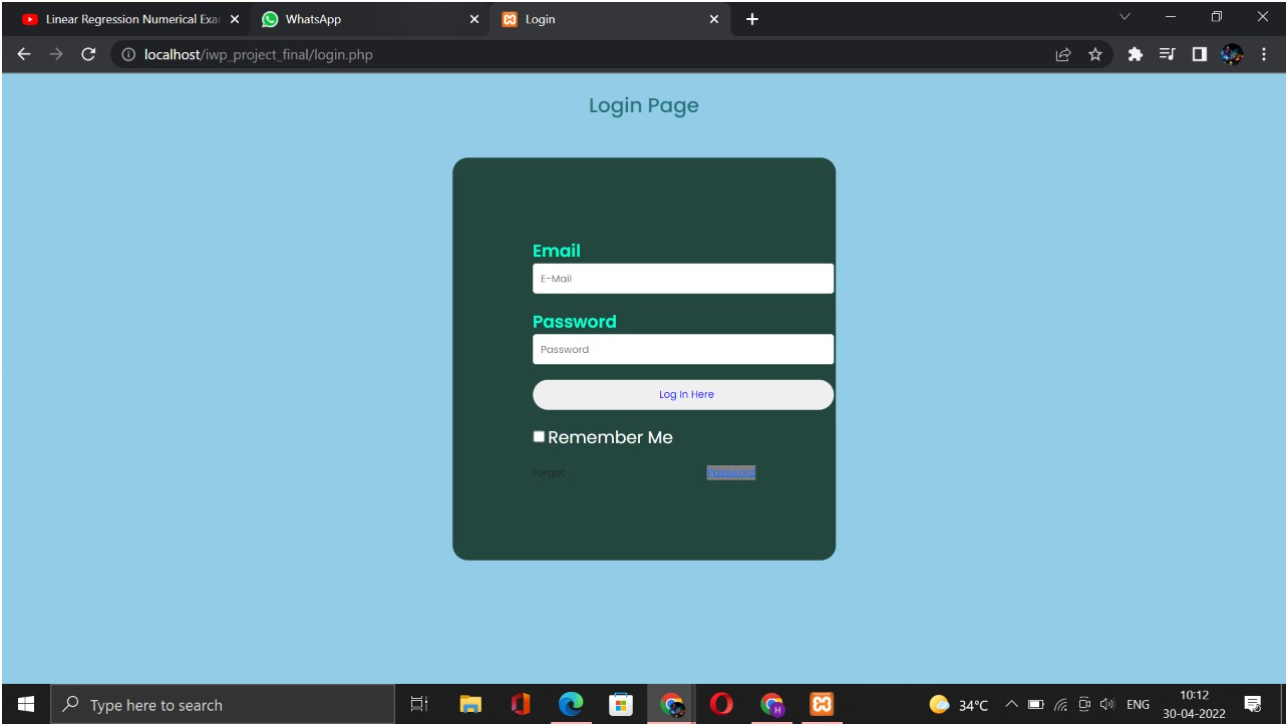 Linear Regression Numerical Exar
WhatsApp
Login
localhost/iwp_project_final/login.php
Login Page
Email
E-Mail
Password
Password
Log In Here
Remember Me
Forgot
Password
Type here to search
34°C
ENG
10:12
30-04-2022